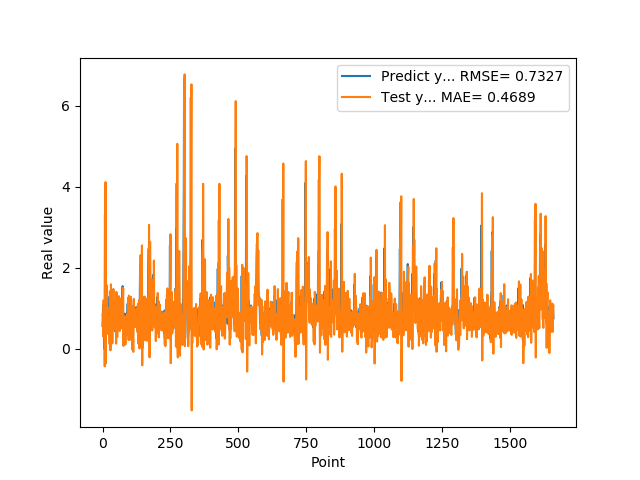 Predict y... RMSE= 0.7327
Test y... MAE= 0.4689
6
4
2
0
Real value
0 250 500 750 1000 1250 1500
Point